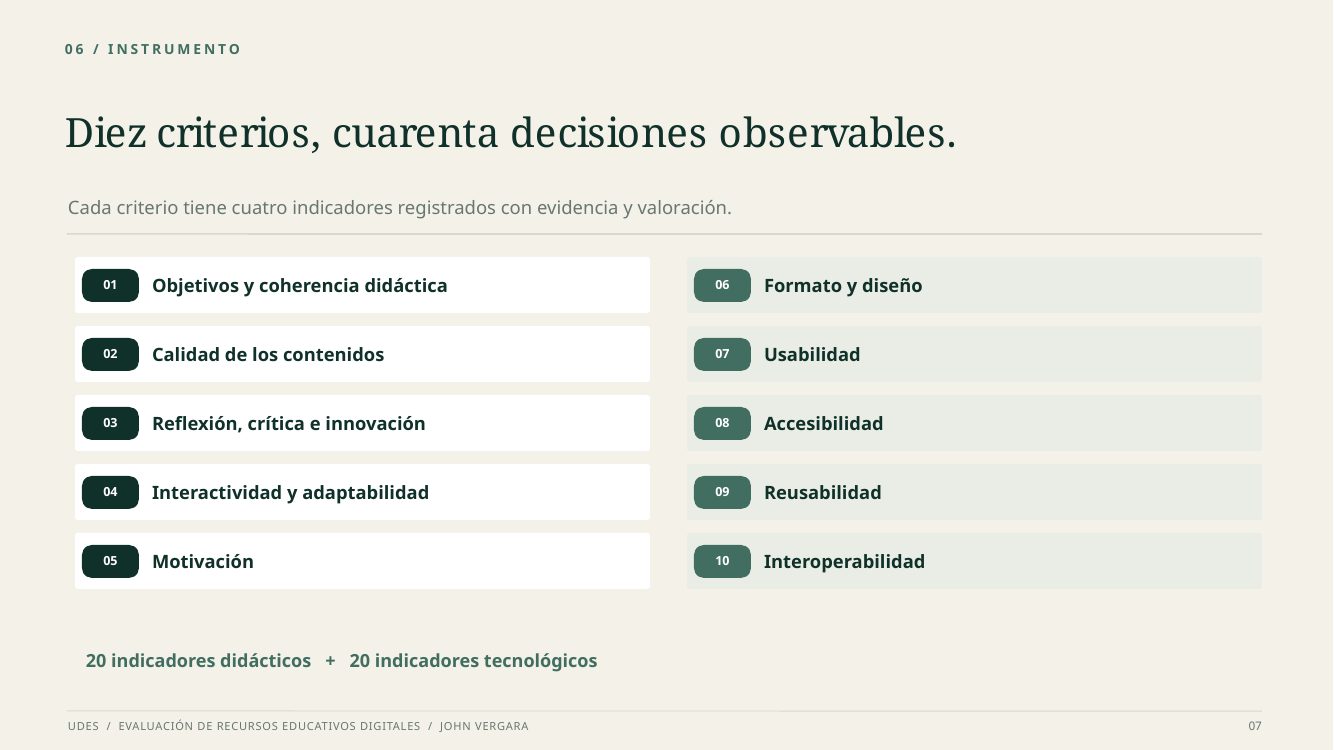 06 / INSTRUMENTO
Diez criterios, cuarenta decisiones observables.
Cada criterio tiene cuatro indicadores registrados con evidencia y valoración.
01 Objetivos y coherencia didáctica
02 Calidad de los contenidos
03 Reflexión, crítica e innovación
04 Interactividad y adaptabilidad
05 Motivación
06 Formato y diseño
07 Usabilidad
08 Accesibilidad
09 Reusabilidad
10 Interoperabilidad
20 indicadores didácticos + 20 indicadores tecnológicos
UDES / EVALUACIÓN DE RECURSOS EDUCATIVOS DIGITALES / JOHN VERGARA
07